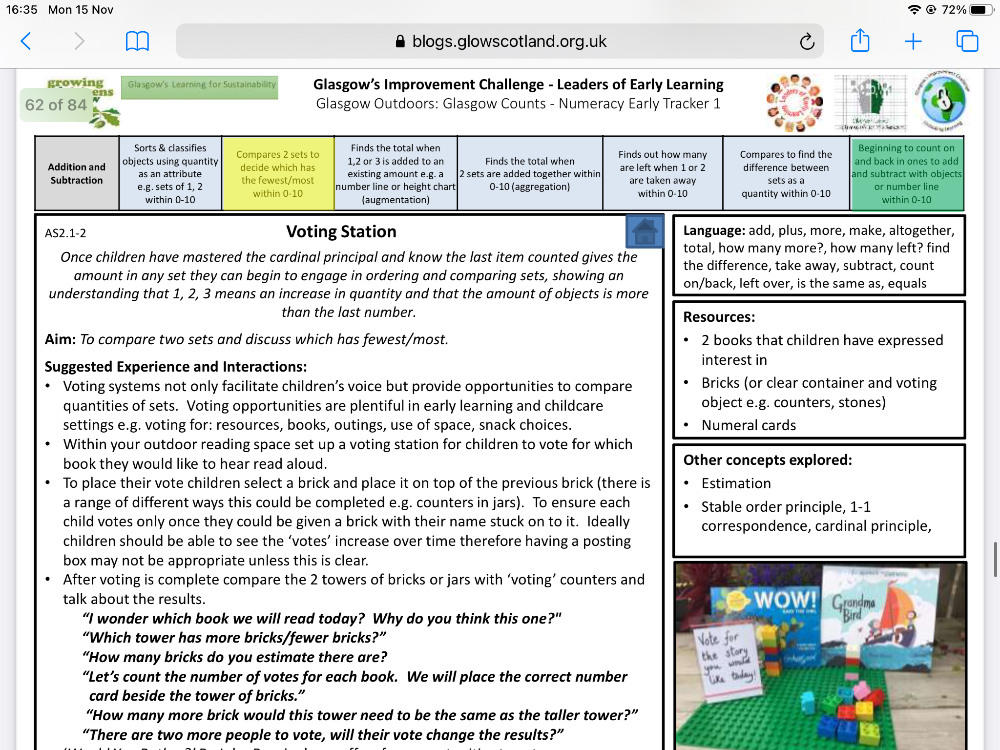 16:35 Mon 15 Nov
72%
blogs.glowscotland.org.uk
growing
ens
62 of 84
Glasgow's Learning for Sustainability
Glasgow’s Improvement Challenge - Leaders of Early Learning
Glasgow Outdoors: Glasgow Counts - Numeracy Early Tracker 1
Leaders of Early Learning
Addition and
Subtraction
Sorts & classifies
objects using quantity
as an attribute
e.g. sets of 1, 2
within 0-10
Compares 2 sets to
decide which has
the fewest/most
within 0-10
Finds the total when
1,2 or 3 is added to an
existing amount e.g. a
number line or height chart
(augmentation)
Finds the total when
2 sets are added together within
0-10 (aggregation)
Finds out how many
are left when 1 or 2
are taken away
within 0-10
Compares to find the
difference between
sets as a
quantity within 0-10
Beginning to count on
and back in ones to add
and subtract with objects
or number line
within 0-10
AS2.1-2
Voting Station
Once children have mastered the cardinal principal and know the last item counted gives the
amount in any set they can begin to engage in ordering and comparing sets, showing an
understanding that 1, 2, 3 means an increase in quantity and that the amount of objects is more
than the last number.
Aim: To compare two sets and discuss which has fewest/most.
Suggested Experience and Interactions:
• Voting systems not only facilitate children’s voice but provide opportunities to compare
quantities of sets. Voting opportunities are plentiful in early learning and childcare
settings e.g. voting for: resources, books, outings, use of space, snack choices.
• Within your outdoor reading space set up a voting station for children to vote for which
book they would like to hear read aloud.
• To place their vote children select a brick and place it on top of the previous brick (there is
a range of different ways this could be completed e.g. counters in jars). To ensure each
child votes only once they could be given a brick with their name stuck on to it. Ideally
children should be able to see the ‘votes’ increase over time therefore having a posting
box may not be appropriate unless this is clear.
• After voting is complete compare the 2 towers of bricks or jars with ‘voting’ counters and
talk about the results.
“I wonder which book we will read today? Why do you think this one?"
“Which tower has more bricks/fewer bricks?”
“How many bricks do you estimate there are?
“Let’s count the number of votes for each book. We will place the correct number
card beside the tower of bricks.”
“How many more brick would this tower need to be the same as the taller tower?”
“There are two more people to vote, will their vote change the results?”
Language: add, plus, more, make, altogether,
total, how many more?, how many left? find
the difference, take away, subtract, count
on/back, left over, is the same as, equals
Resources:
• 2 books that children have expressed
interest in
• Bricks (or clear container and voting
object e.g. counters, stones)
• Numeral cards
Other concepts explored:
• Estimation
• Stable order principle, 1-1
correspondence, cardinal principle,
WOW!
Grandma
Bird
Vote for
the story
you would
like today!